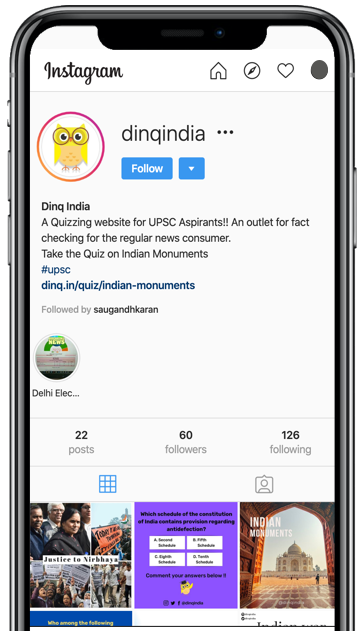 Instagram
dinqindia •••
Follow
Dinq India
A Quizzing website for UPSC Aspirants!! An outlet for fact
checking for the regular news consumer.
Take the Quiz on Indian Monuments
#upsc
dinq.in/quiz/indian-monuments
Followed by saugandhkaran
NEWS
Delhi Elec...
22
posts
60
followers
126
following
Justice to Nirbhaya
Which schedule of the constitution
of India contains provision regarding
antidefection?
A. Second
Schedule
B. Fifth
Schedule
C. Eighth
Schedule
D. Tenth
Schedule
Comment your answers below !!
@dinqindia
INDIAN
MONUMENTS
Who among the following